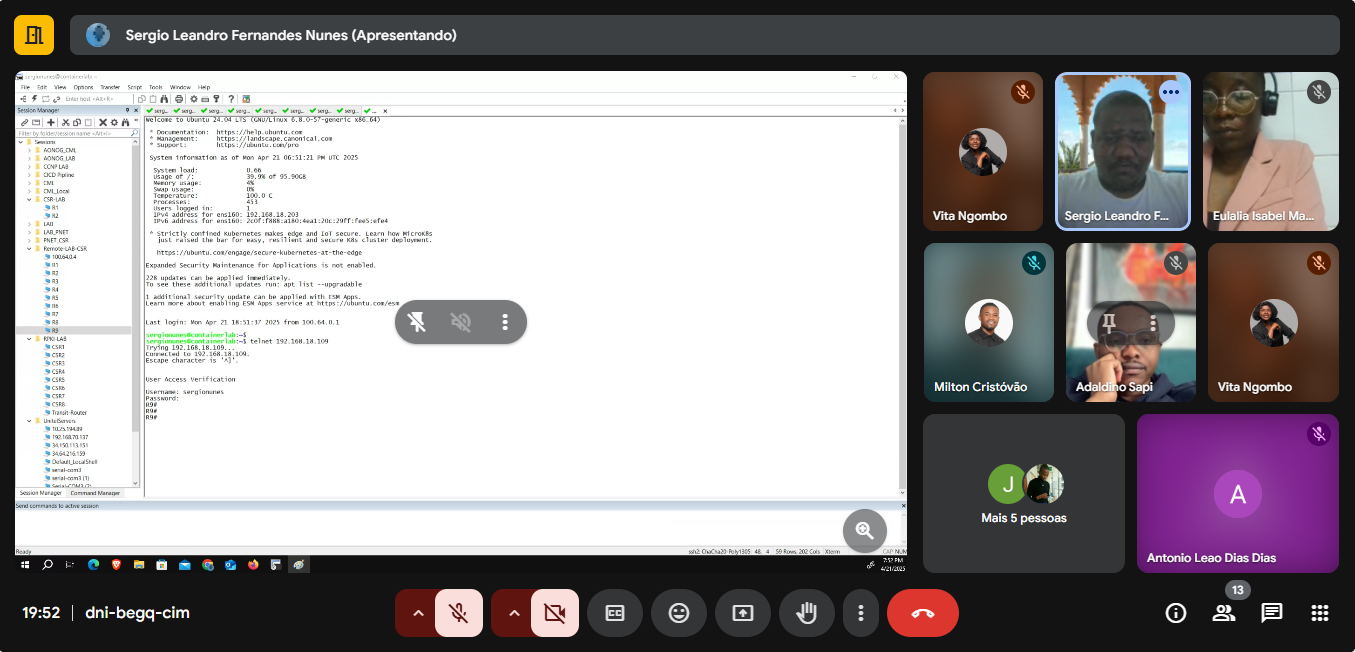 Sergio Leandro Fernandes Nunes (Apresentando)
sergionunes@containerlab: ~
File Edit View Options Transfer Script Tools Window Help
Enter host <Alt+R>
Session Manager
Filter by folder/session name <Alt+I>
Sessions
AONOG_CML
AONOG_LAB
CCNP LAB
CICD Pipline
CML
CML_Local
CSR-LAB
R1
R2
LAB
LAB_PNET
PNET_CSR
Remote-LAB-CSR
100.64.0.4
R1
R2
R3
R4
R5
R6
R7
R8
R9
RPKI-LAB
CSR1
CSR2
CSR3
CSR4
CSR5
CSR6
CSR7
CSR8
Transit-Router
UnitelServers
10.25.194.89
192.168.70.137
34.150.113.151
34.64.216.159
Default_LocalShell
serial-com3
serial-com3 (1)
Serial-COM3 (2)
Session Manager Command Manager
serg... serg... serg... serg... serg... serg... serg... serg...
Welcome to Ubuntu 24.04 LTS (GNU/Linux 6.8.0-57-generic x86_64)
* Documentation: https://help.ubuntu.com
* Management: https://landscape.canonical.com
* Support: https://ubuntu.com/pro
System information as of Mon Apr 21 06:51:21 PM UTC 2025
System load: 0.66
Usage of /: 39.9% of 95.90GB
Memory usage: 4%
Swap usage: 0%
Temperature: 100.0 C
Processes: 453
Users logged in: 1
IPv4 address for ens160: 192.168.18.203
IPv6 address for ens160: 2c0f:f888:a180:4ea1:20c:29ff:fee5:efe4
* Strictly confined Kubernetes makes edge and IoT secure. Learn how MicroK8s
just raised the bar for easy, resilient and secure K8s cluster deployment.
https://ubuntu.com/engage/secure-kubernetes-at-the-edge
Expanded Security Maintenance for Applications is not enabled.
228 updates can be applied immediately.
To see these additional updates run: apt list --upgradable
1 additional security update can be applied with ESM Apps.
Learn more about enabling ESM Apps service at https://ubuntu.com/esm
Last login: Mon Apr 21 18:51:37 2025 from 100.64.0.1
sergionunes@containerlab:~$
sergionunes@containerlab:~$ telnet 192.168.18.109
Trying 192.168.18.109...
Connected to 192.168.18.109.
Escape character is '^]'.
User Access Verification
Username: sergionunes
Password:
R9#
R9#
R9#
Send commands to active session
Ready
ssh2: ChaCha20-Poly1305 48, 4 59 Rows, 202 Cols Xterm CAP NUM
7:52 PM
4/21/2025
Vita Ngombo
Sergio Leandro F...
Eulalia Isabel Ma...
Milton Cristóvão
Adaldino Sapi
Vita Ngombo
J
Mais 5 pessoas
A
Antonio Leao Dias Dias
19:52 | dni-begq-cim
CC
13